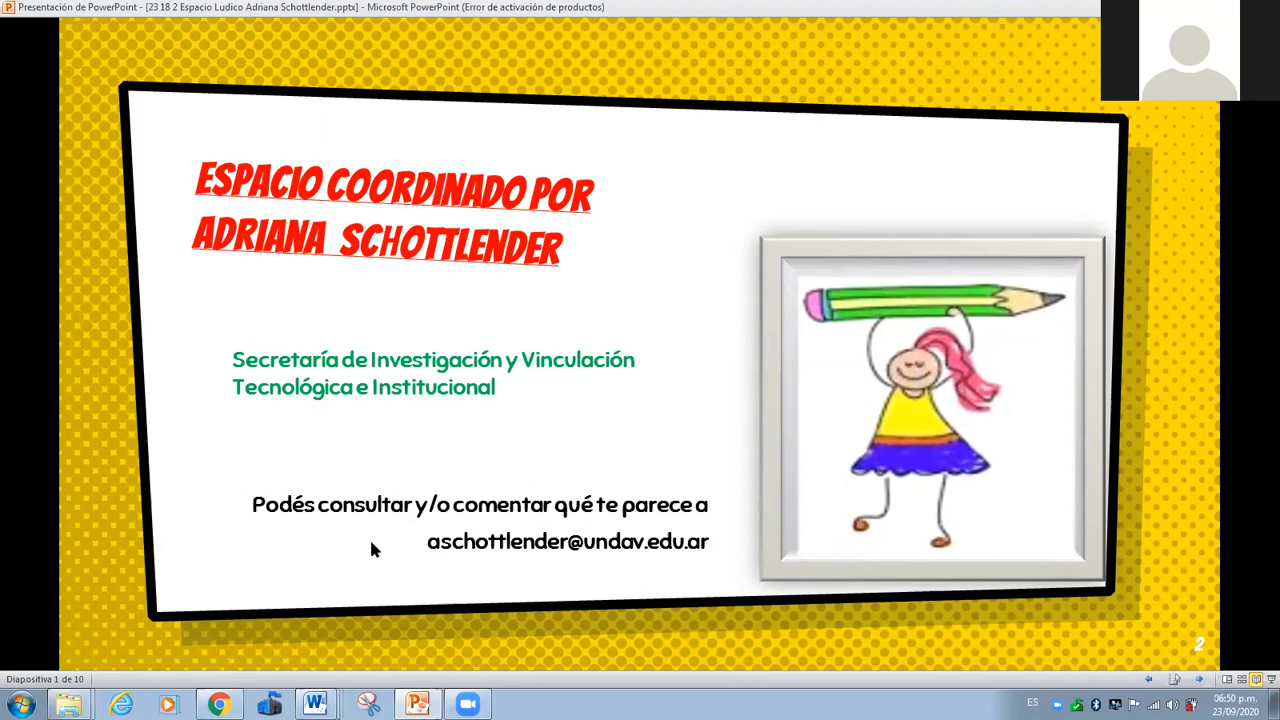 Presentación de PowerPoint - [23 18 2 Espacio Ludico Adriana Schottlender.pptx] - Microsoft PowerPoint (Error de activación de productos)
ESPACIO COORDINADO POR
ADRIANA SCHOTTLENDER
Secretaría de Investigación y Vinculación
Tecnológica e Institucional
Podés consultar y/o comentar qué te parece a
aschottlender@undav.edu.ar
2
Diapositiva 1 de 10
ES
06:50 p.m.
23/09/2020